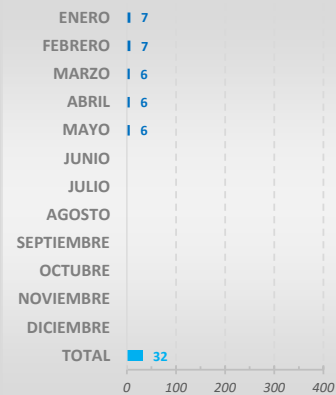 ENERO 7
FEBRERO 7
MARZO 6
ABRIL 6
MAYO 6
JUNIO
JULIO
AGOSTO
SEPTIEMBRE
OCTUBRE
NOVIEMBRE
DICIEMBRE
TOTAL 32
0 100 200 300 400